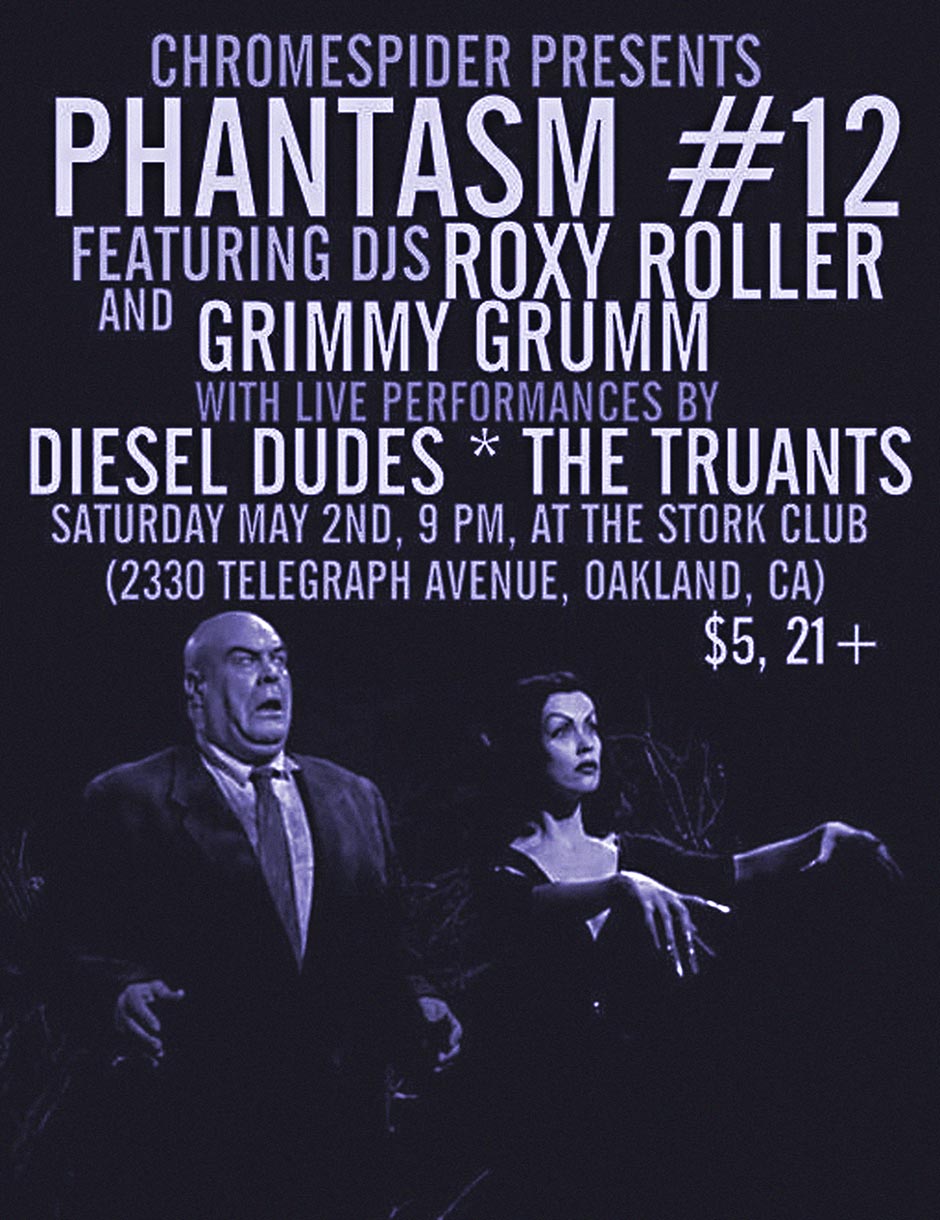 CHROMESPIDER PRESENTS
PHANTASM #12
FEATURING DJS ROXY ROLLER
AND GRIMMY GRUMM
WITH LIVE PERFORMANCES BY
DIESEL DUDES * THE TRUANTS
SATURDAY MAY 2ND, 9 PM, AT THE STORK CLUB
(2330 TELEGRAPH AVENUE, OAKLAND, CA)
$5, 21+